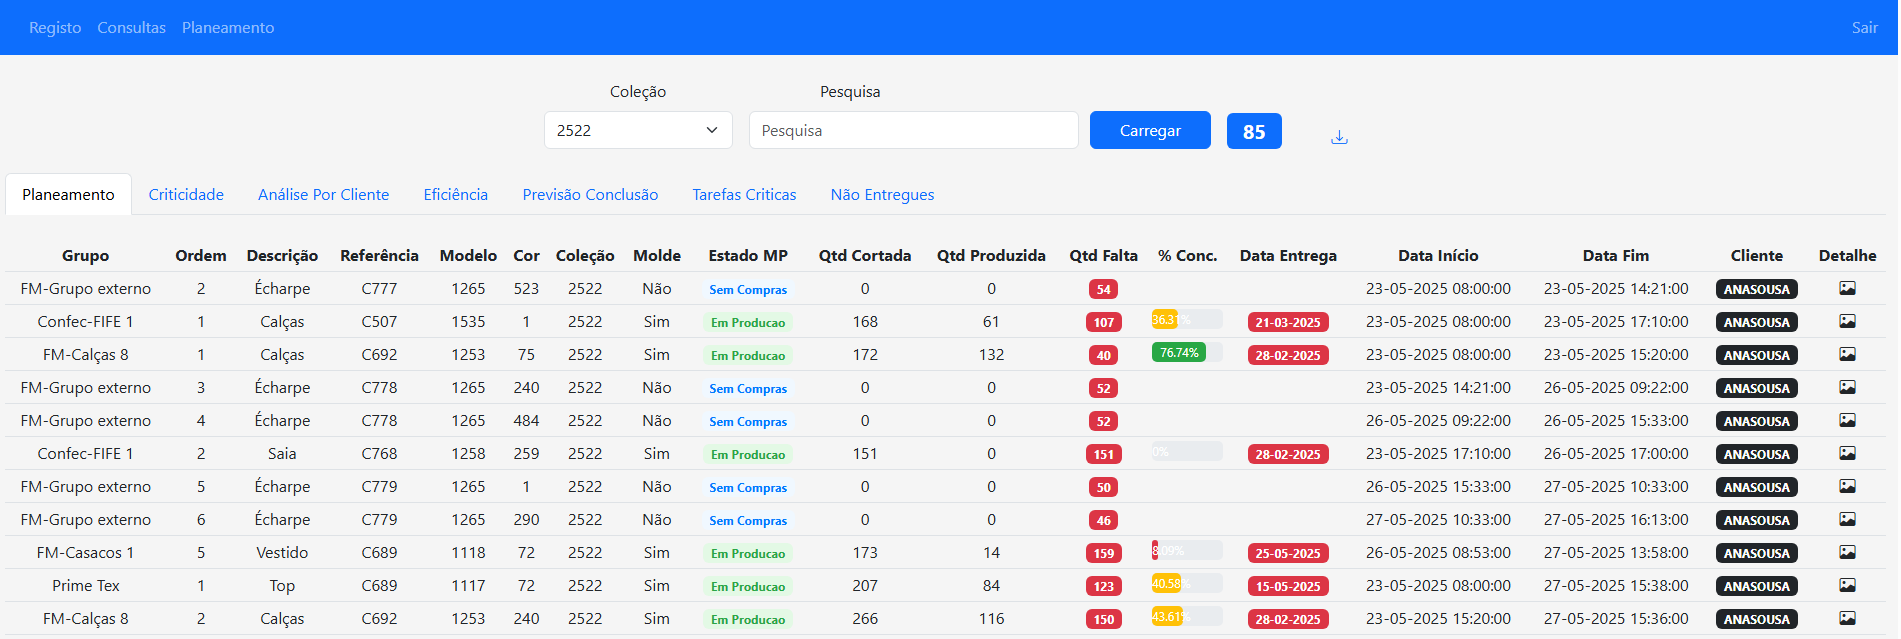 Registo Consultas Planeamento Sair
Coleção Pesquisa
2522 Pesquisa Carregar 85
Planeamento Criticidade Análise Por Cliente Eficiência Previsão Conclusão Tarefas Criticas Não Entregues
Grupo Ordem Descrição Referência Modelo Cor Coleção Molde Estado MP Qtd Cortada Qtd Produzida Qtd Falta % Conc. Data Entrega Data Início Data Fim Cliente Detalhe
FM-Grupo externo 2 Écharpe C777 1265 523 2522 Não Sem Compras 0 0 54 23-05-2025 08:00:00 23-05-2025 14:21:00 ANASOUSA
Confec-FIFE 1 1 Calças C507 1535 1 2522 Sim Em Producao 168 61 107 36.31% 21-03-2025 23-05-2025 08:00:00 23-05-2025 17:10:00 ANASOUSA
FM-Calças 8 1 Calças C692 1253 75 2522 Sim Em Producao 172 132 40 76.74% 28-02-2025 23-05-2025 08:00:00 23-05-2025 15:20:00 ANASOUSA
FM-Grupo externo 3 Écharpe C778 1265 240 2522 Não Sem Compras 0 0 52 23-05-2025 14:21:00 26-05-2025 09:22:00 ANASOUSA
FM-Grupo externo 4 Écharpe C778 1265 484 2522 Não Sem Compras 0 0 52 26-05-2025 09:22:00 26-05-2025 15:33:00 ANASOUSA
Confec-FIFE 1 2 Saia C768 1258 259 2522 Sim Em Producao 151 0 151 0% 28-02-2025 23-05-2025 17:10:00 26-05-2025 17:00:00 ANASOUSA
FM-Grupo externo 5 Écharpe C779 1265 1 2522 Não Sem Compras 0 0 50 26-05-2025 15:33:00 27-05-2025 10:33:00 ANASOUSA
FM-Grupo externo 6 Écharpe C779 1265 290 2522 Não Sem Compras 0 0 46 27-05-2025 10:33:00 27-05-2025 16:13:00 ANASOUSA
FM-Casacos 1 5 Vestido C689 1118 72 2522 Sim Em Producao 173 14 159 8.09% 25-05-2025 26-05-2025 08:53:00 27-05-2025 13:58:00 ANASOUSA
Prime Tex 1 Top C689 1117 72 2522 Sim Em Producao 207 84 123 40.58% 15-05-2025 23-05-2025 08:00:00 27-05-2025 15:38:00 ANASOUSA
FM-Calças 8 2 Calças C692 1253 240 2522 Sim Em Producao 266 116 150 43.61% 28-02-2025 23-05-2025 15:20:00 27-05-2025 15:36:00 ANASOUSA